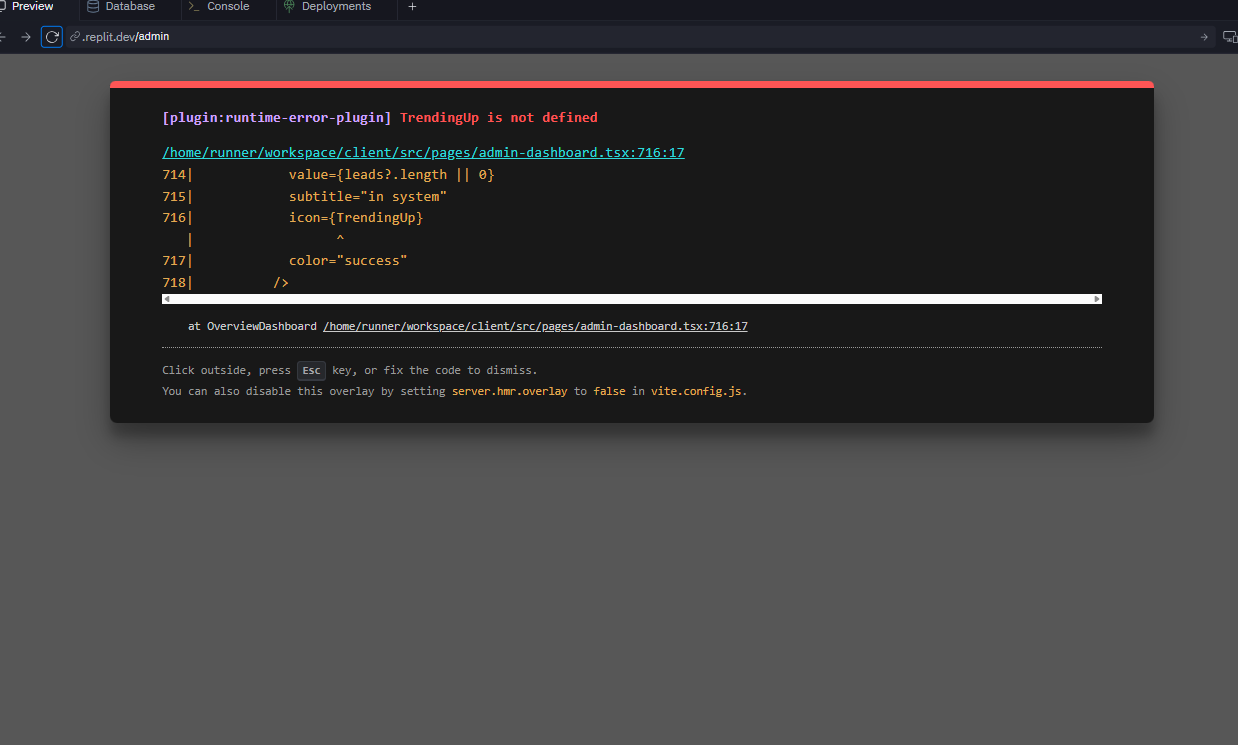 Preview Database >_ Console Deployments +
.replit.dev/admin
[plugin:runtime-error-plugin] TrendingUp is not defined
/home/runner/workspace/client/src/pages/admin-dashboard.tsx:716:17
714|            value={leads?.length || 0}
715|            subtitle="in system"
716|            icon={TrendingUp}
   |                  ^
717|            color="success"
718|          />
at OverviewDashboard /home/runner/workspace/client/src/pages/admin-dashboard.tsx:716:17
Click outside, press Esc key, or fix the code to dismiss.
You can also disable this overlay by setting server.hmr.overlay to false in vite.config.js.